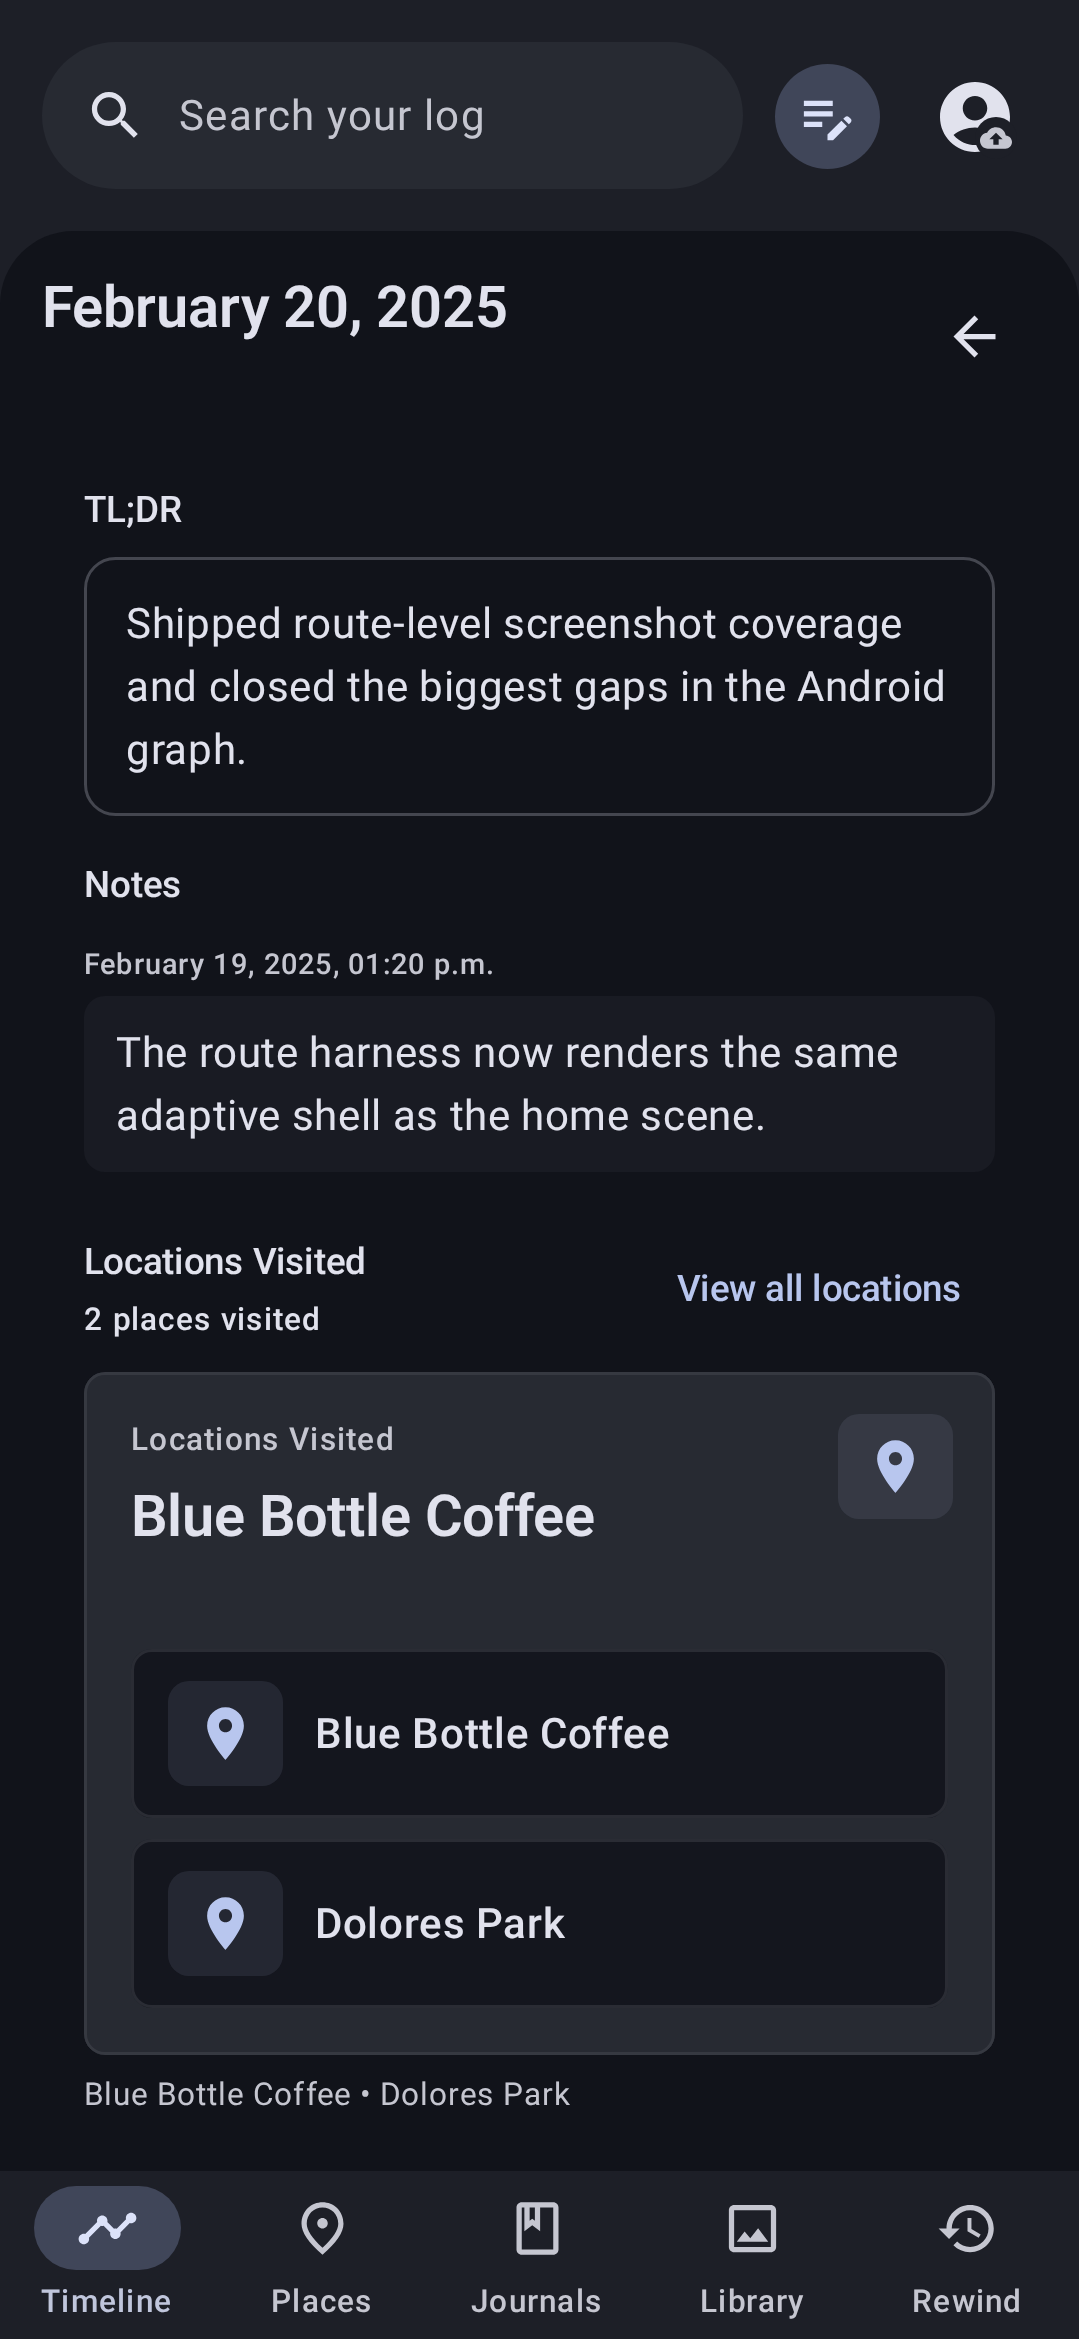 Search your log
February 20, 2025
TL;DR
Shipped route-level screenshot coverage
and closed the biggest gaps in the Android
graph.
Notes
February 19, 2025, 01:20 p.m.
The route harness now renders the same
adaptive shell as the home scene.
Locations Visited
2 places visited
View all locations
Locations Visited
Blue Bottle Coffee
Blue Bottle Coffee
Dolores Park
Blue Bottle Coffee • Dolores Park
Timeline
Places
Journals
Library
Rewind